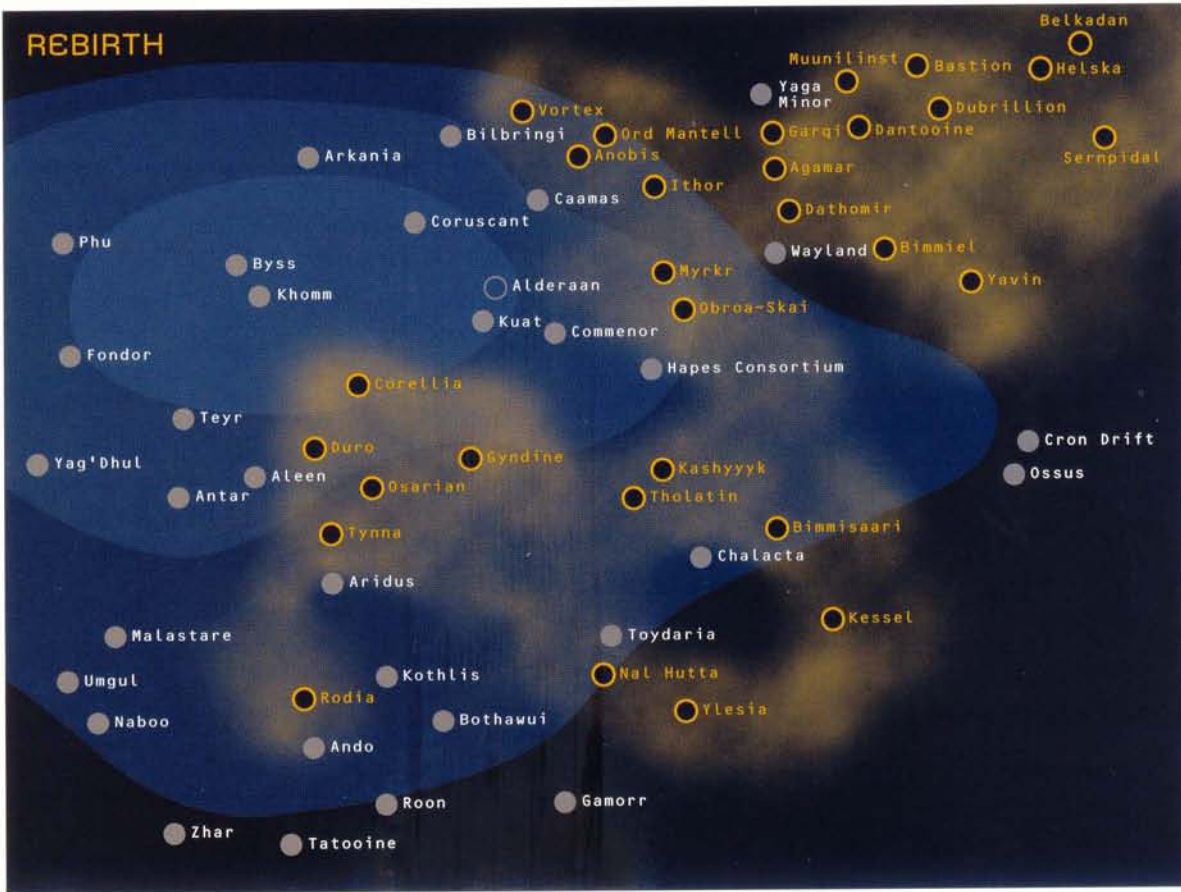 REBIRTH
Belkadan
Muunilinst
Bastion
Helska
Yaga
Minor
Vortex
Dubrillion
Bilbringi
Ord Mantell
Garqi
Dantooine
Sernpidal
Arkania
Anobis
Agamar
Ithor
Caamas
Dathomir
Coruscant
Phu
Wayland
Bimmiel
Byss
Myrkr
Yavin
Alderaan
Khomm
Obroa-Skai
Kuat
Commenor
Fondor
Hapes Consortium
Corellia
Teyr
Cron Drift
Duro
Gyndine
Yag'Dhul
Kashyyyk
Ossus
Aleen
Osarian
Antar
Tholatin
Bimmisaari
Tynna
Chalacta
Aridus
Kessel
Malastare
Toydaria
Nal Hutta
Kothlis
Umgul
Rodia
Ylesia
Naboo
Bothawui
Ando
Roon
Gamorr
Zhar
Tatooine